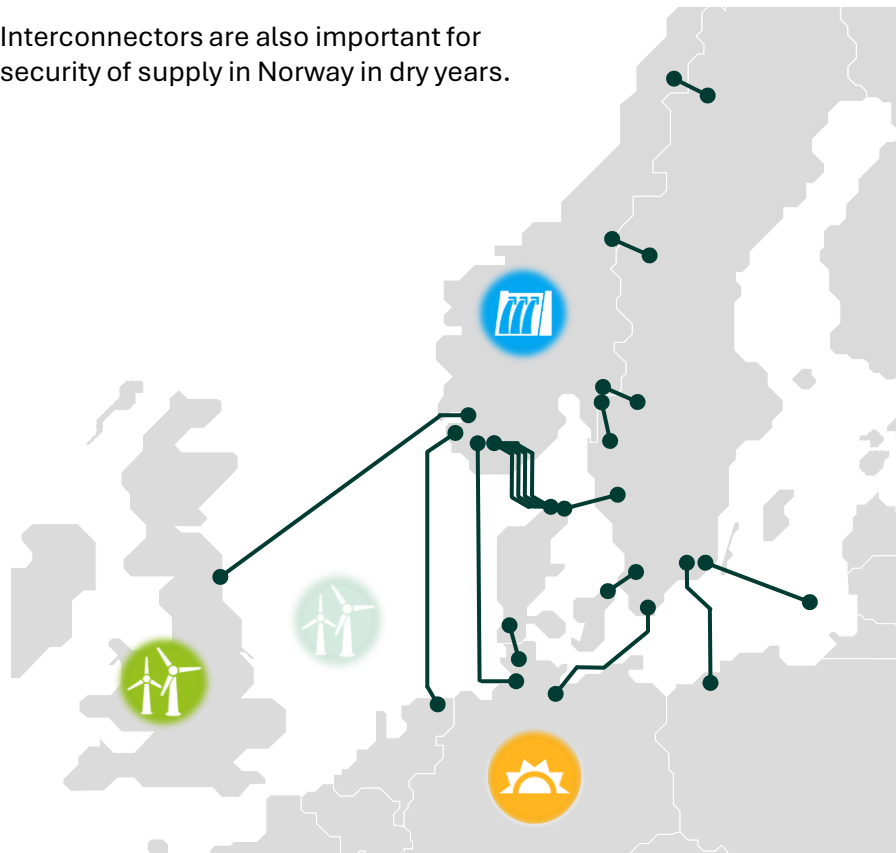 Interconnectors are also important for
security of supply in Norway in dry years.